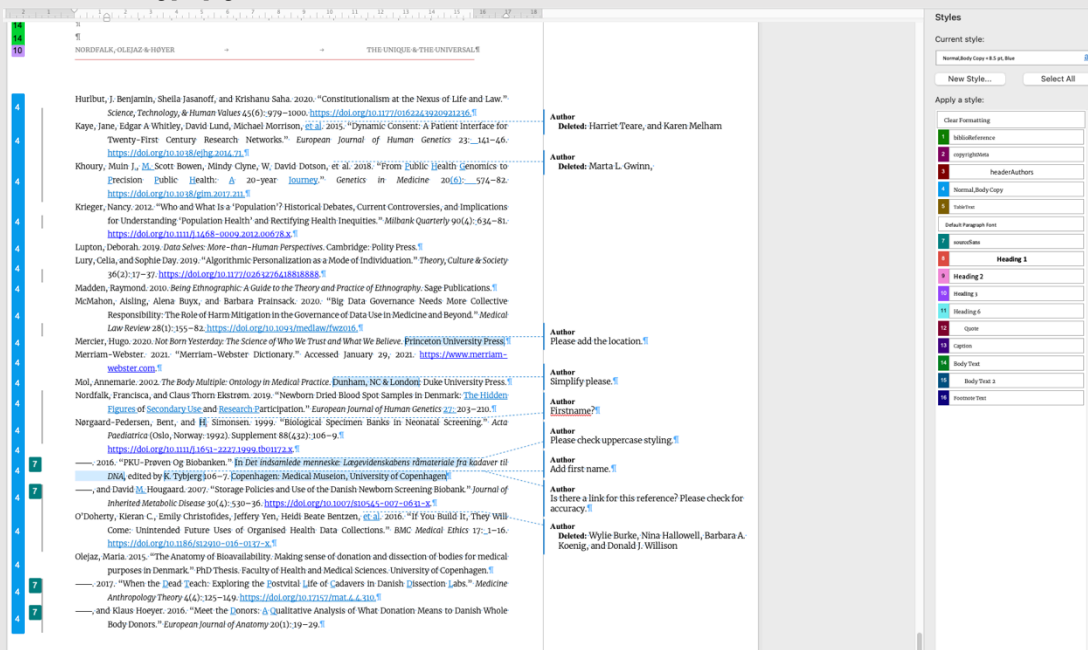 14
14
10
NORDFALK, OLEJAZ & HØYER → → THE UNIQUE & THE UNIVERSAL¶
Hurlbut, J. Benjamin, Sheila Jasanoff, and Krishanu Saha. 2020. “Constitutionalism at the Nexus of Life and Law.”
Science, Technology, & Human Values 45(6): 979–1000. https://doi.org/10.1177/0162243920921236.¶
Kaye, Jane, Edgar A Whitley, David Lund, Michael Morrison, et al. 2015. “Dynamic Consent: A Patient Interface for
Twenty-First Century Research Networks.” European Journal of Human Genetics 23: 141–46.
https://doi.org/10.1038/ejhg.2014.71.¶
Khoury, Muin J., M. Scott Bowen, Mindy Clyne, W. David Dotson, et al. 2018. “From Public Health Genomics to
Precision Public Health: A 20-year Journey.” Genetics in Medicine 20(6): 574–82.
https://doi.org/10.1038/gim.2017.211.¶
Krieger, Nancy. 2012. “Who and What Is a ‘Population’? Historical Debates, Current Controversies, and Implications
for Understanding ‘Population Health’ and Rectifying Health Inequities.” Milbank Quarterly 90(4): 634–81.
https://doi.org/10.1111/j.1468-0009.2012.00678.x.¶
Lupton, Deborah. 2019. Data Selves: More-than-Human Perspectives. Cambridge: Polity Press.¶
Lury, Celia, and Sophie Day. 2019. “Algorithmic Personalization as a Mode of Individuation.” Theory, Culture & Society
36(2): 17–37. https://doi.org/10.1177/0263276418818888.¶
Madden, Raymond. 2010. Being Ethnographic: A Guide to the Theory and Practice of Ethnography. Sage Publications.¶
McMahon, Aisling, Alena Buyx, and Barbara Prainsack. 2020. “Big Data Governance Needs More Collective
Responsibility: The Role of Harm Mitigation in the Governance of Data Use in Medicine and Beyond.” Medical
Law Review 28(1): 155–82. https://doi.org/10.1093/medlaw/fwz016.¶
Mercier, Hugo. 2020. Not Born Yesterday: The Science of Who We Trust and What We Believe. Princeton University Press.¶
Merriam-Webster. 2021. “Merriam-Webster Dictionary.” Accessed January 29, 2021. https://www.merriam-
webster.com.¶
Mol, Annemarie. 2002. The Body Multiple: Ontology in Medical Practice. Dunham, NC & London: Duke University Press.¶
Nordfalk, Francisca, and Claus Thorn Ekstrøm. 2019. “Newborn Dried Blood Spot Samples in Denmark: The Hidden
Figures of Secondary Use and Research Participation.” European Journal of Human Genetics 27: 203–210.¶
Nørgaard-Pedersen, Bent, and H. Simonsen. 1999. “Biological Specimen Banks in Neonatal Screening.” Acta
Paediatrica (Oslo, Norway: 1992). Supplement 88(432): 106–9.¶
https://doi.org/10.1111/j.1651-2227.1999.tb01172.x.¶
———. 2016. “PKU-Prøven Og Biobanken.” In Det indsamlede menneske: Lægevidenskabens råmateriale fra kadaver til
DNA, edited by K. Tybjerg 106–7. Copenhagen: Medical Museion, University of Copenhagen¶
———, and David M. Hougaard. 2007. “Storage Policies and Use of the Danish Newborn Screening Biobank.” Journal of
Inherited Metabolic Disease 30(4): 530–36. https://doi.org/10.1007/s10545-007-0631-x.¶
O’Doherty, Kieran C., Emily Christofides, Jeffery Yen, Heidi Beate Bentzen, et al. 2016. “If You Build It, They Will
Come: Unintended Future Uses of Organised Health Data Collections.” BMC Medical Ethics 17: 1–16.
https://doi.org/10.1186/s12910-016-0137-x.¶
Olejaz, Maria. 2015. “The Anatomy of Bioavailability. Making sense of donation and dissection of bodies for medical
purposes in Denmark.” PhD Thesis. Faculty of Health and Medical Sciences. University of Copenhagen.¶
———. 2017. “When the Dead Teach: Exploring the Postvital Life of Cadavers in Danish Dissection Labs.” Medicine
Anthropology Theory 4(4): 125–149. https://doi.org/10.17157/mat.4.4.310.¶
———, and Klaus Hoeyer. 2016. “Meet the Donors: A Qualitative Analysis of What Donation Means to Danish Whole
Body Donors.” European Journal of Anatomy 20(1): 19–29.¶
Author
Deleted: Harriet Teare, and Karen Melham
Author
Deleted: Marta L. Gwinn,
Author
Please add the location.¶
Author
Simplify please.¶
Author
Firstname?¶
Author
Please check uppercase styling.¶
Author
Add first name.¶
Author
Is there a link for this reference? Please check for
accuracy.¶
Author
Deleted: Wylie Burke, Nina Hallowell, Barbara A.
Koenig, and Donald J. Willison
Styles
Current style:
Normal,Body Copy + 8.5 pt, Blue
New Style...
Select All
Apply a style:
Clear Formatting
1 biblioReference
2 copyrightMeta
3 headerAuthors
4 Normal,Body Copy
5 TableText
Default Paragraph Font
7 sourceBase
8 Heading 1
9 Heading 2
10 Heading 3
11 Heading 6
12 Quote
13 Caption
14 Body Text
15 Body Text 2
16 Footnote Text